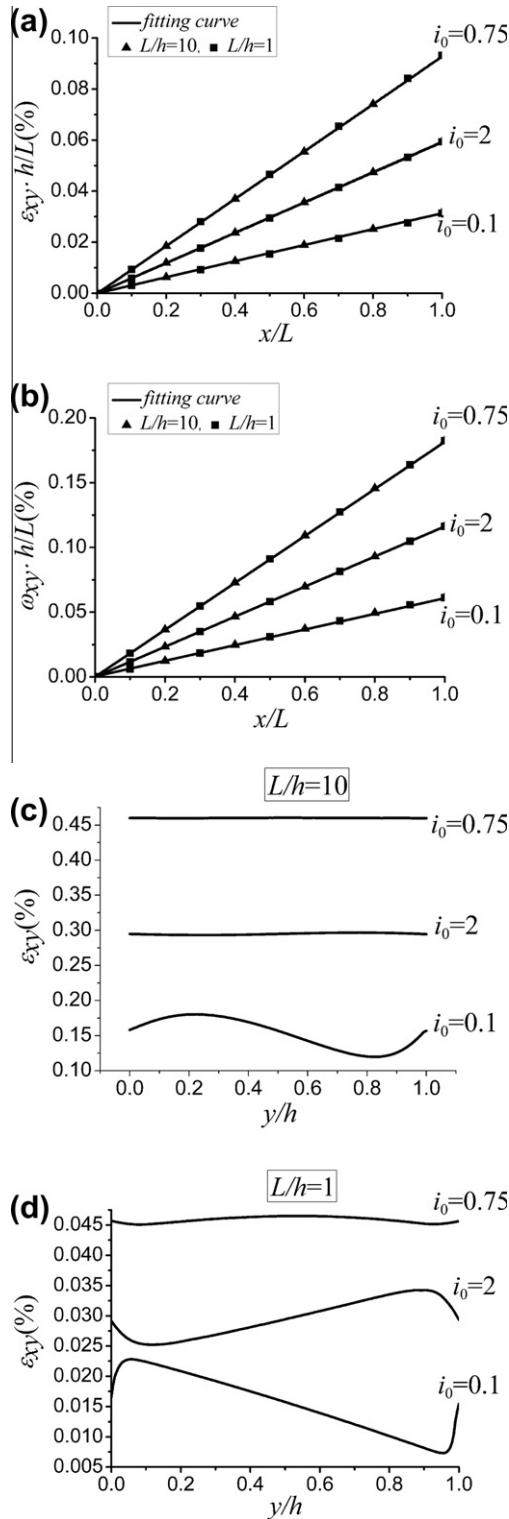 (a)
fitting curve
L/h=10, L/h=1
i₀=0.75
i₀=2
i₀=0.1
εxy· h/L(%)
0.10
0.08
0.06
0.04
0.02
0.00
0.0 0.2 0.4 0.6 0.8 1.0
x/L
(b)
fitting curve
L/h=10, L/h=1
i₀=0.75
i₀=2
i₀=0.1
ωxy· h/L(%)
0.20
0.15
0.10
0.05
0.00
0.0 0.2 0.4 0.6 0.8 1.0
x/L
L/h=10
(c)
i₀=0.75
i₀=2
i₀=0.1
εxy(%)
0.45
0.40
0.35
0.30
0.25
0.20
0.15
0.10
0.0 0.2 0.4 0.6 0.8 1.0
y/h
L/h=1
(d)
i₀=0.75
i₀=2
i₀=0.1
εxy(%)
0.045
0.040
0.035
0.030
0.025
0.020
0.015
0.010
0.005
0.0 0.2 0.4 0.6 0.8 1.0
y/h